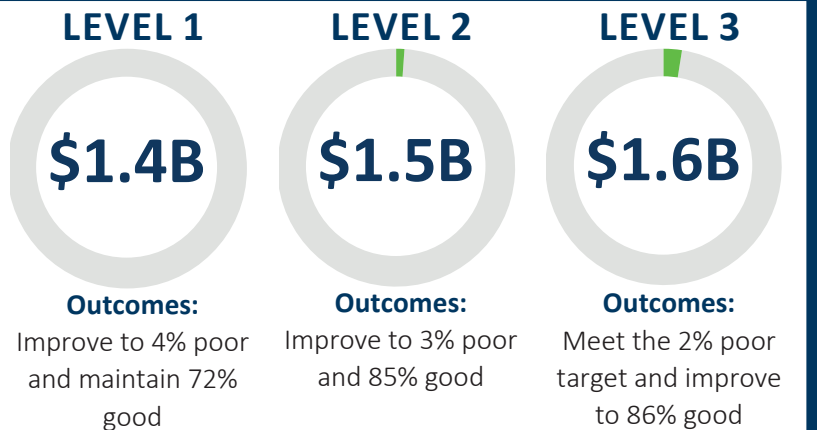 LEVEL 1
$1.4B
Outcomes:
Improve to 4% poor
and maintain 72%
good
LEVEL 2
$1.5B
Outcomes:
Improve to 3% poor
and 85% good
LEVEL 3
$1.6B
Outcomes:
Meet the 2% poor
target and improve
to 86% good